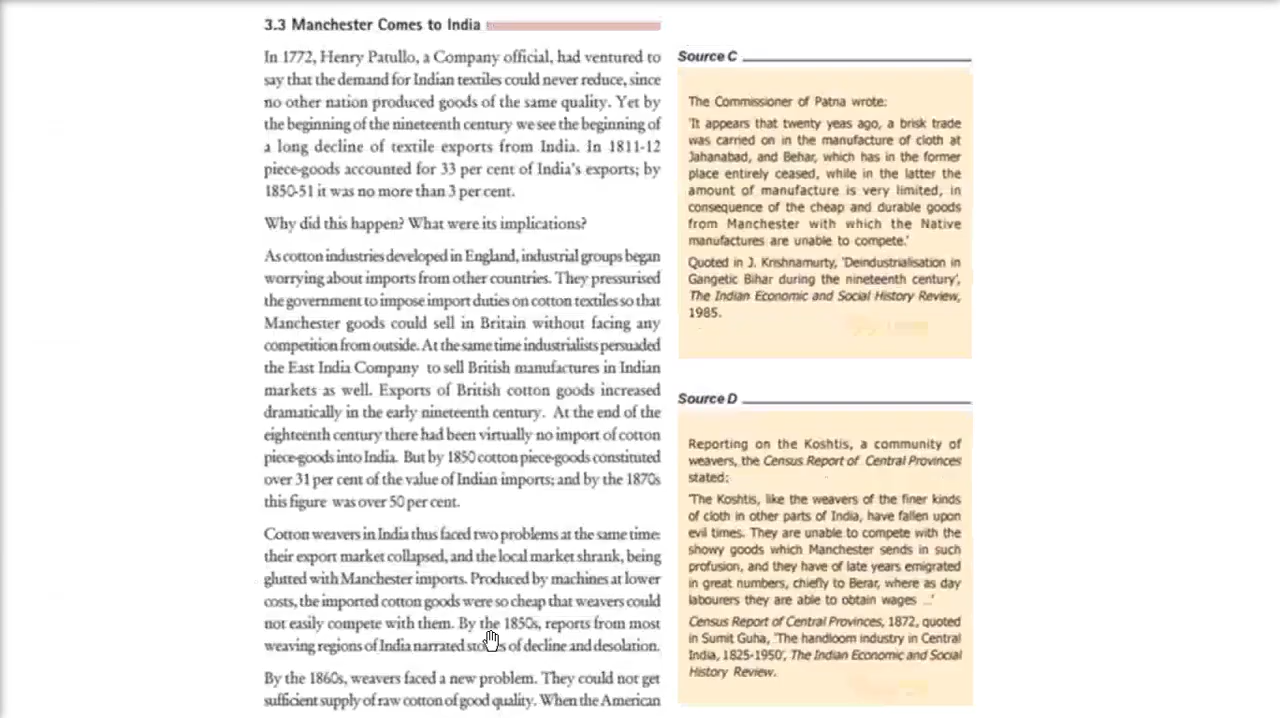 3.3 Manchester Comes to India
In 1772, Henry Patullo, a Company official, had ventured to
say that the demand for Indian textiles could never reduce, since
no other nation produced goods of the same quality. Yet by
the beginning of the nineteenth century we see the beginning of
a long decline of textile exports from India. In 1811-12
piece-goods accounted for 33 per cent of India's exports; by
1850-51 it was no more than 3 per cent.
Why did this happen? What were its implications?
As cotton industries developed in England, industrial groups began
worrying about imports from other countries. They pressurised
the government to impose import duties on cotton textiles so that
Manchester goods could sell in Britain without facing any
competition from outside. At the same time industrialists persuaded
the East India Company to sell British manufactures in Indian
markets as well. Exports of British cotton goods increased
dramatically in the early nineteenth century. At the end of the
eighteenth century there had been virtually no import of cotton
piece-goods into India. But by 1850 cotton piece-goods constituted
over 31 per cent of the value of Indian imports; and by the 1870s
this figure was over 50 per cent.
Cotton weavers in India thus faced two problems at the same time:
their export market collapsed, and the local market shrank, being
glutted with Manchester imports. Produced by machines at lower
costs, the imported cotton goods were so cheap that weavers could
not easily compete with them. By the 1850s, reports from most
weaving regions of India narrated stories of decline and desolation.
By the 1860s, weavers faced a new problem. They could not get
sufficient supply of raw cotton of good quality. When the American
Source C
The Commissioner of Patna wrote:
'It appears that twenty yeas ago, a brisk trade
was carried on in the manufacture of cloth at
Jahanabad, and Behar, which has in the former
place entirely ceased, while in the latter the
amount of manufacture is very limited, in
consequence of the cheap and durable goods
from Manchester with which the Native
manufactures are unable to compete.'
Quoted in J. Krishnamurty, 'Deindustrialisation in
Gangetic Bihar during the nineteenth century',
The Indian Economic and Social History Review,
1985.
Source D
Reporting on the Koshtis, a community of
weavers, the Census Report of Central Provinces
stated:
'The Koshtis, like the weavers of the finer kinds
of cloth in other parts of India, have fallen upon
evil times. They are unable to compete with the
showy goods which Manchester sends in such
profusion, and they have of late years emigrated
in great numbers, chiefly to Berar, where as day
labourers they are able to obtain wages ...'
Census Report of Central Provinces, 1872, quoted
in Sumit Guha, 'The handloom industry in Central
India, 1825-1950', The Indian Economic and Social
History Review.